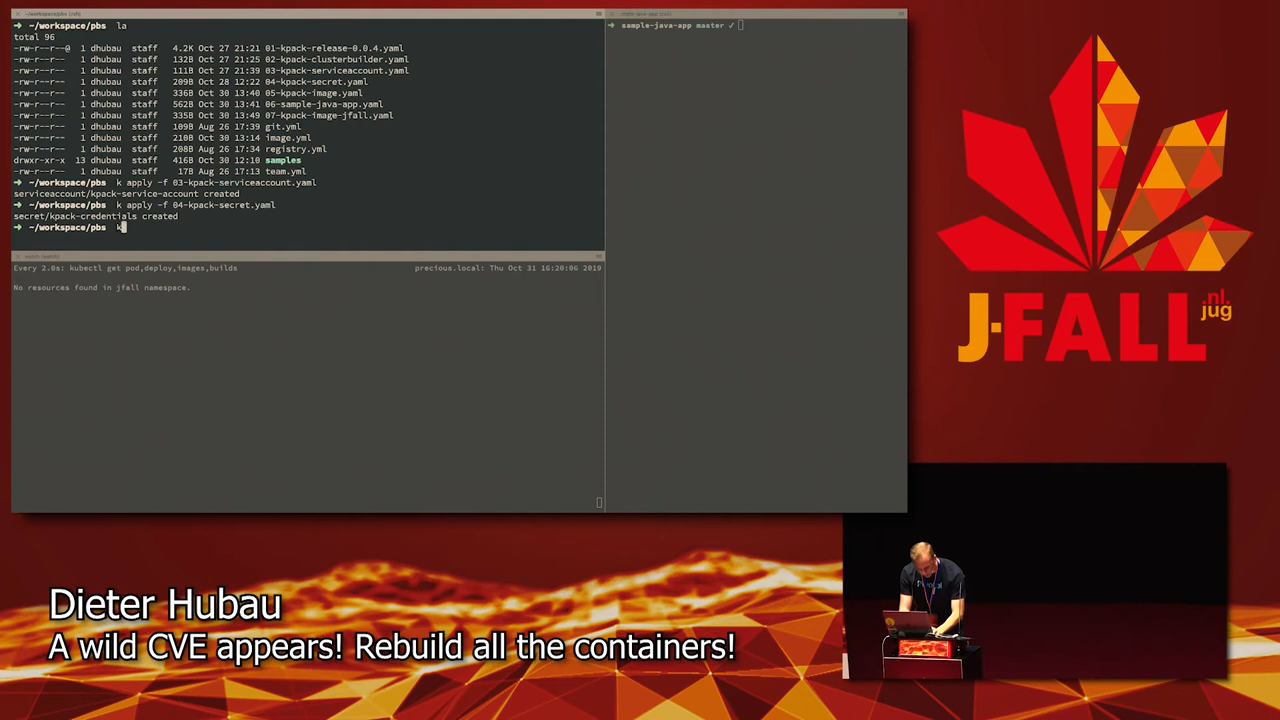 ~/workspace/pbs (zsh)
➜ ~/workspace/pbs la
total 96
-rw-r--r--@ 1 dhubau staff 4.2K Oct 27 21:21 01-kpack-release-0.0.4.yaml
-rw-r--r-- 1 dhubau staff 132B Oct 27 21:25 02-kpack-clusterbuilder.yaml
-rw-r--r-- 1 dhubau staff 111B Oct 27 21:39 03-kpack-serviceaccount.yaml
-rw-r--r-- 1 dhubau staff 209B Oct 28 12:22 04-kpack-secret.yaml
-rw-r--r-- 1 dhubau staff 336B Oct 30 13:40 05-kpack-image.yaml
-rw-r--r-- 1 dhubau staff 562B Oct 30 13:41 06-sample-java-app.yaml
-rw-r--r-- 1 dhubau staff 335B Oct 30 13:49 07-kpack-image-jfall.yaml
-rw-r--r-- 1 dhubau staff 109B Aug 26 17:39 git.yml
-rw-r--r-- 1 dhubau staff 210B Oct 30 13:14 image.yml
-rw-r--r-- 1 dhubau staff 208B Aug 26 17:34 registry.yml
drwxr-xr-x 13 dhubau staff 416B Oct 30 12:10 samples
-rw-r--r-- 1 dhubau staff 17B Aug 26 17:13 team.yml
➜ ~/workspace/pbs k apply -f 03-kpack-serviceaccount.yaml
serviceaccount/kpack-service-account created
➜ ~/workspace/pbs k apply -f 04-kpack-secret.yaml
secret/kpack-credentials created
➜ ~/workspace/pbs k
watch (watch)
Every 2.0s: kubectl get pod,deploy,images,builds precious.local: Thu Oct 31 16:20:06 2019
No resources found in jfall namespace.
➜ sample-java-app master ✓
J-FALL
.nl
jug
Dieter Hubau
A wild CVE appears! Rebuild all the containers!